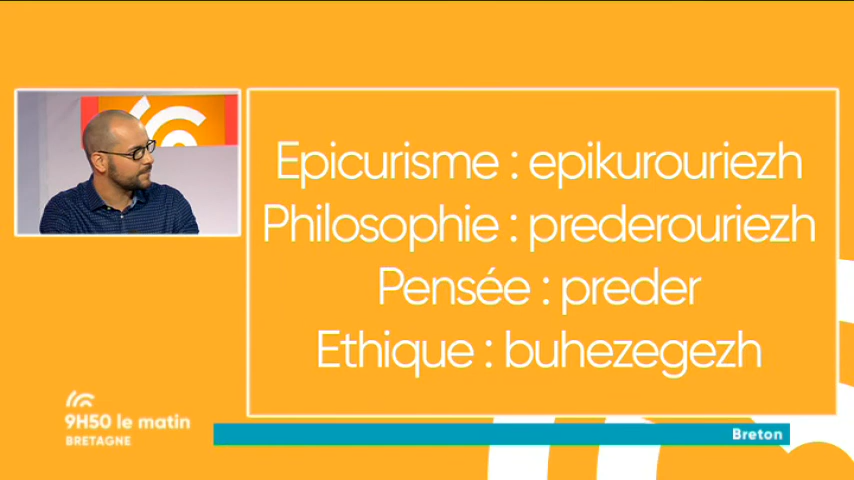 Epicurisme : epikurouriezh
Philosophie : prederouriezh
Pensée : preder
Ethique : buhezegezh
9H50 le matin
BRETAGNE
Breton